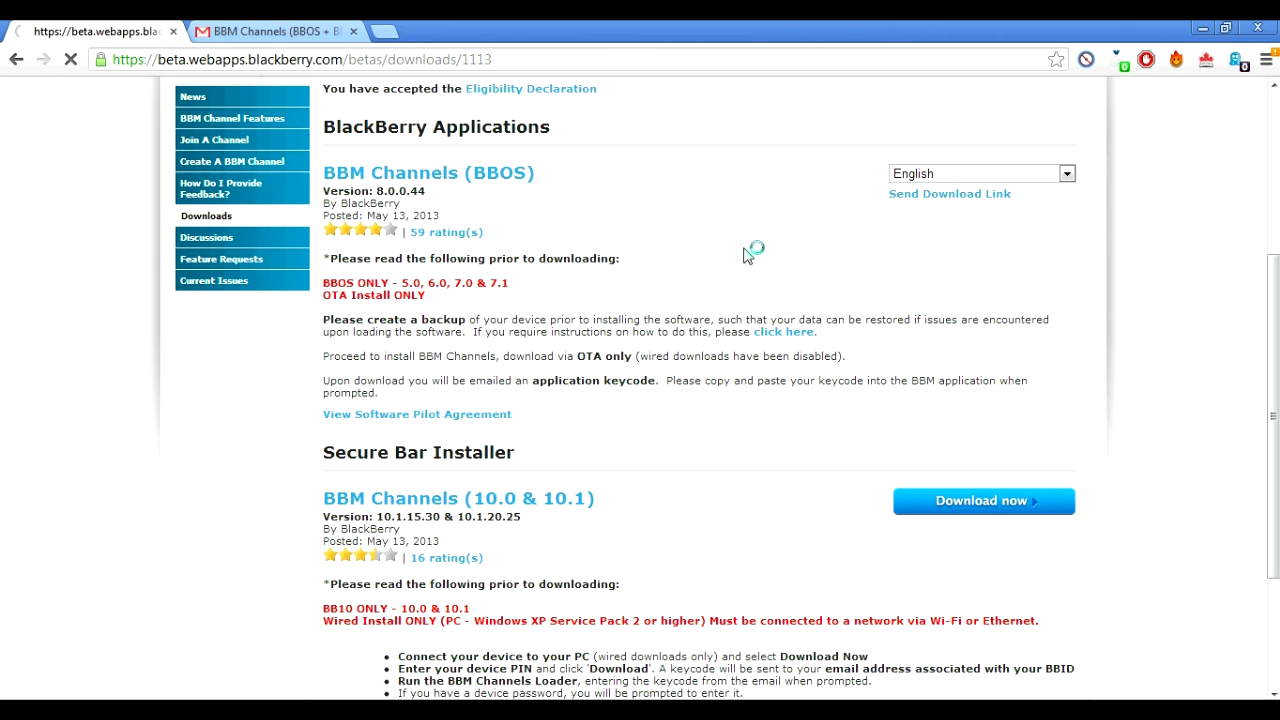 https://beta.webapps.bla
BBM Channels (BBOS + B
https://beta.webapps.blackberry.com/betas/downloads/1113
0
0
You have accepted the Eligibility Declaration
News
BBM Channel Features
Join A Channel
Create A BBM Channel
How Do I Provide
Feedback?
Downloads
Discussions
Feature Requests
Current Issues
BlackBerry Applications
BBM Channels (BBOS)
English
Version: 8.0.0.44
Send Download Link
By BlackBerry
Posted: May 13, 2013
| 59 rating(s)
*Please read the following prior to downloading:
BBOS ONLY - 5.0, 6.0, 7.0 & 7.1
OTA Install ONLY
Please create a backup of your device prior to installing the software, such that your data can be restored if issues are encountered
upon loading the software. If you require instructions on how to do this, please click here.
Proceed to install BBM Channels, download via OTA only (wired downloads have been disabled).
Upon download you will be emailed an application keycode. Please copy and paste your keycode into the BBM application when
prompted.
View Software Pilot Agreement
Secure Bar Installer
BBM Channels (10.0 & 10.1)
Download now
Version: 10.1.15.30 & 10.1.20.25
By BlackBerry
Posted: May 13, 2013
| 16 rating(s)
*Please read the following prior to downloading:
BB10 ONLY - 10.0 & 10.1
Wired Install ONLY (PC - Windows XP Service Pack 2 or higher) Must be connected to a network via Wi-Fi or Ethernet.
Connect your device to your PC (wired downloads only) and select Download Now
Enter your device PIN and click 'Download'. A keycode will be sent to your email address associated with your BBID
Run the BBM Channels Loader, entering the keycode from the email when prompted.
If you have a device password, you will be prompted to enter it.